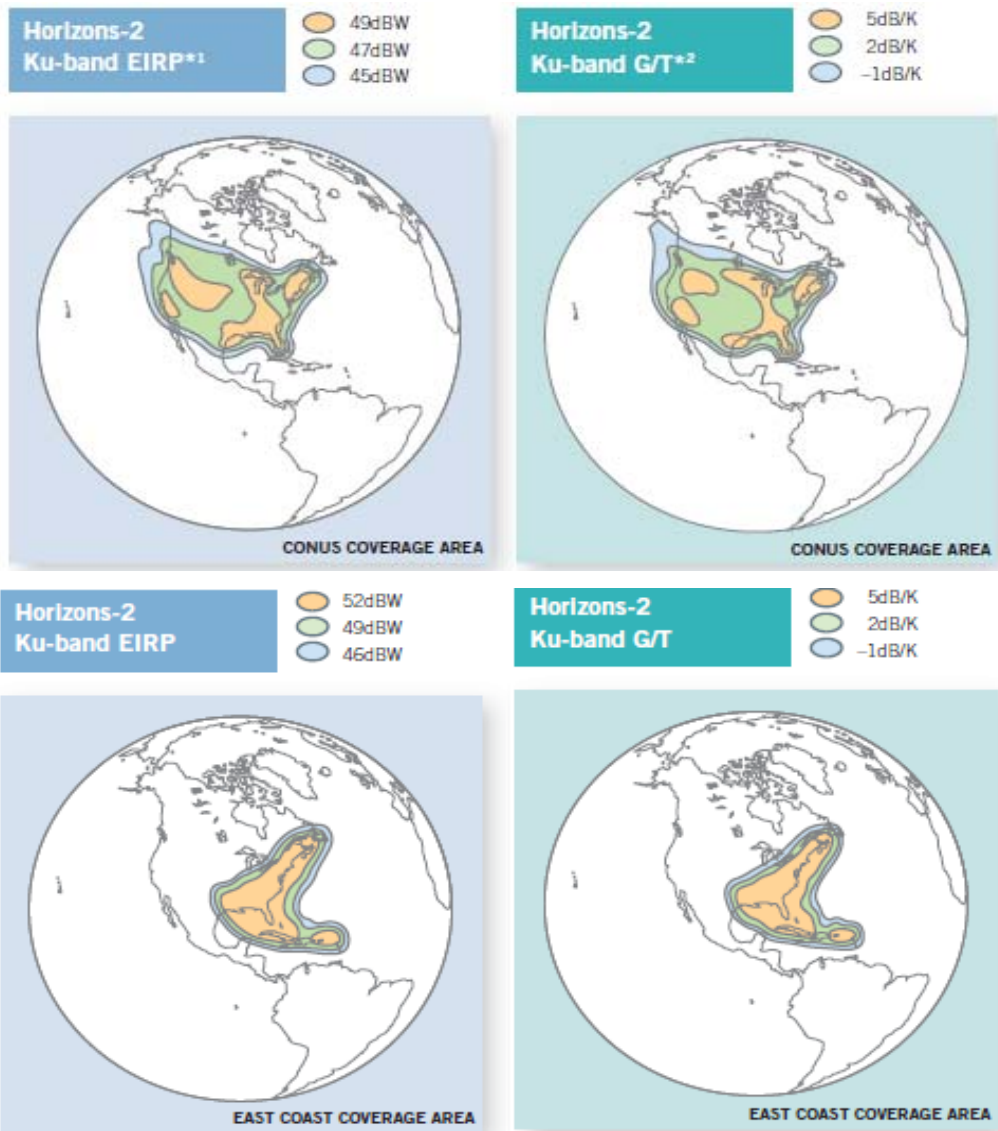 Horizons-2
Ku-band EIRP*1
49dBW
47dBW
45dBW
Horizons-2
Ku-band G/T*2
5dB/K
2dB/K
–1dB/K
CONUS COVERAGE AREA
CONUS COVERAGE AREA
Horizons-2
Ku-band EIRP
52dBW
49dBW
46dBW
Horizons-2
Ku-band G/T
5dB/K
2dB/K
–1dB/K
EAST COAST COVERAGE AREA
EAST COAST COVERAGE AREA